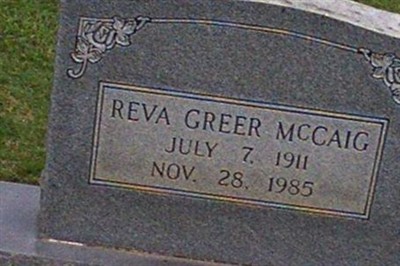 REVA GREER McCAIG
JULY 7, 1911
NOV. 28, 1985